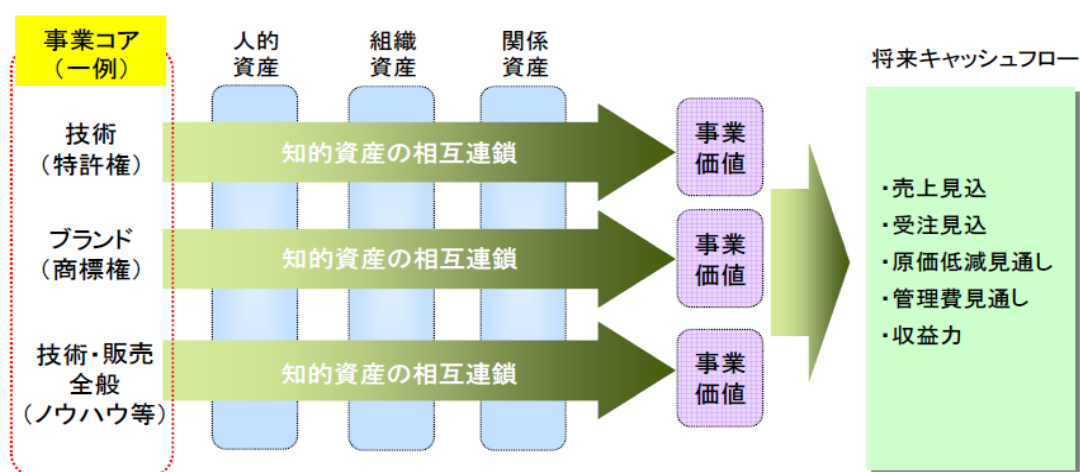 事業コア
(一例)
人的
資産
組織
資産
関係
資産
将来キャッシュフロー
技術
(特許権)
知的資産の相互連鎖
事業
価値
ブランド
(商標権)
知的資産の相互連鎖
事業
価値
技術・販売
全般
(ノウハウ等)
知的資産の相互連鎖
事業
価値
・売上見込
・受注見込
・原価低減見通し
・管理費見通し
・収益力